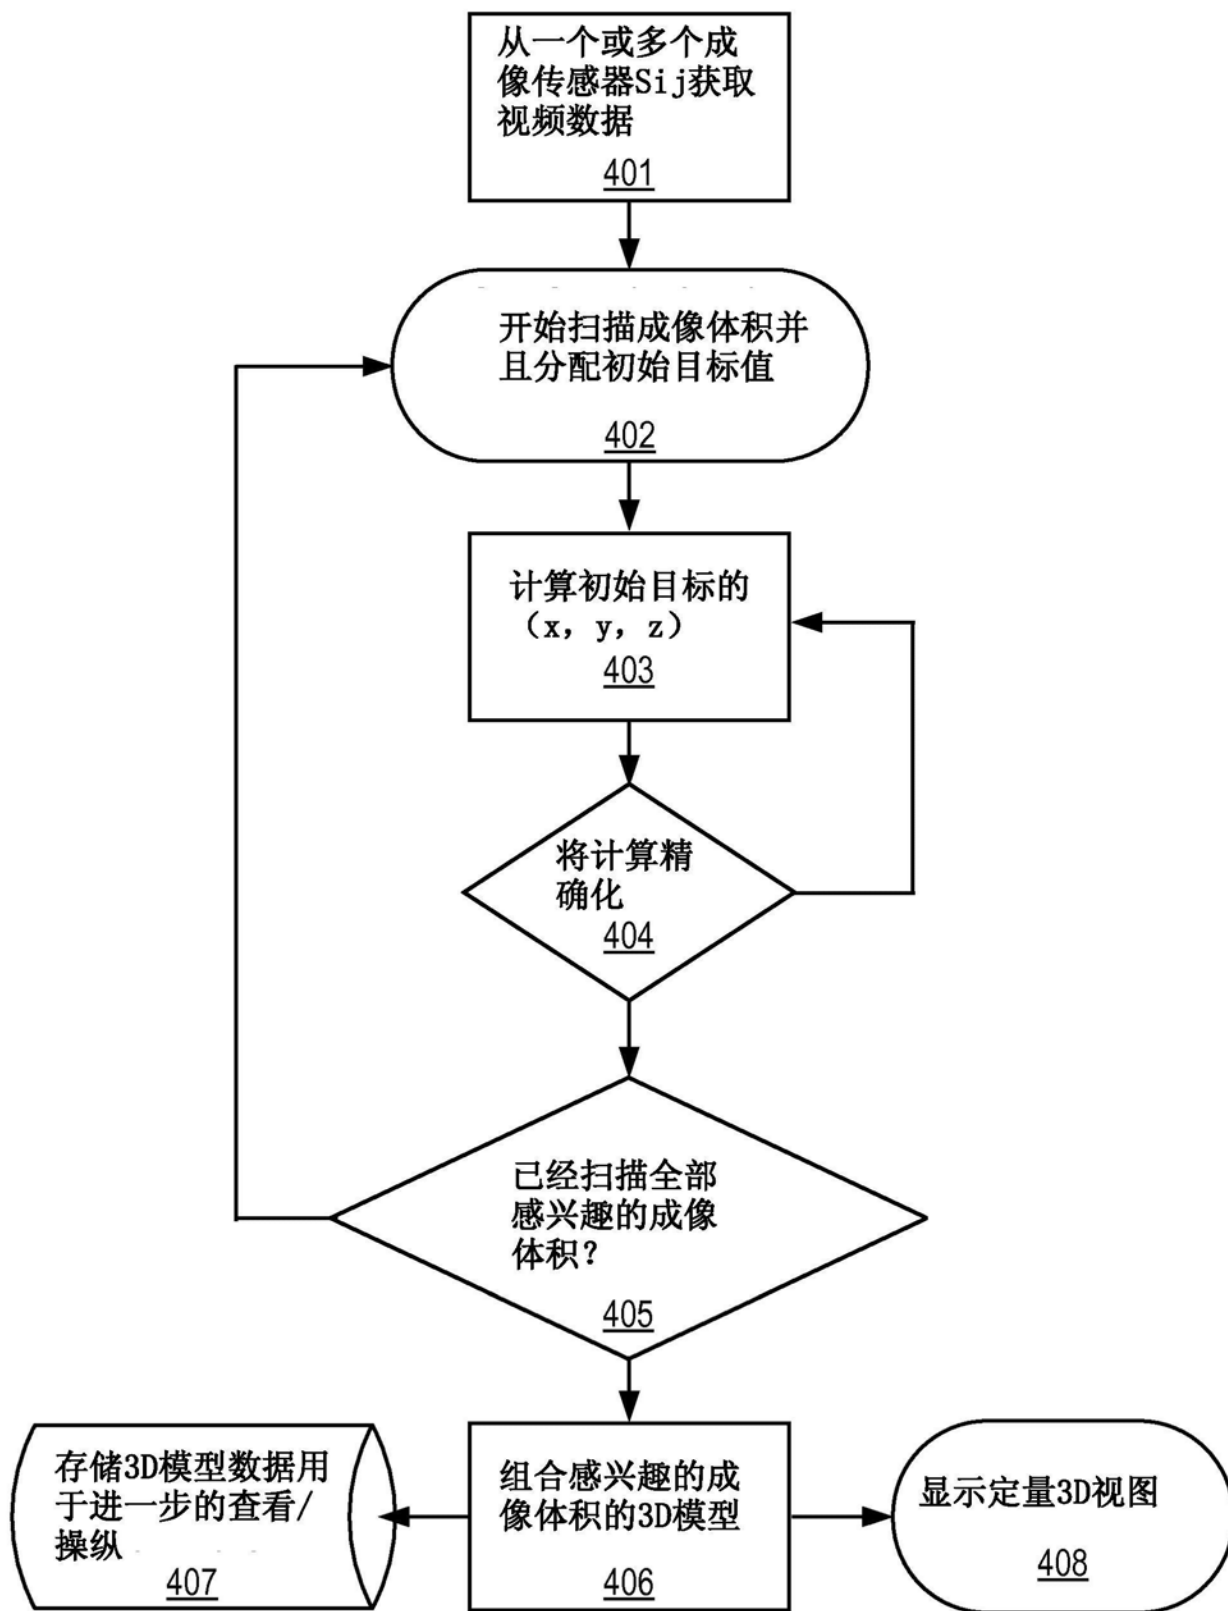 从一个或多个成
像传感器Sij获取
视频数据
401
开始扫描成像体积并
且分配初始目标值
402
计算初始目标的
（x, y, z）
403
将计算精
确化
404
已经扫描全部
感兴趣的成像
体积?
405
存储3D模型数据用
于进一步的查看/
操纵
407
组合感兴趣的成
像体积的3D模型
406
显示定量3D视图
408